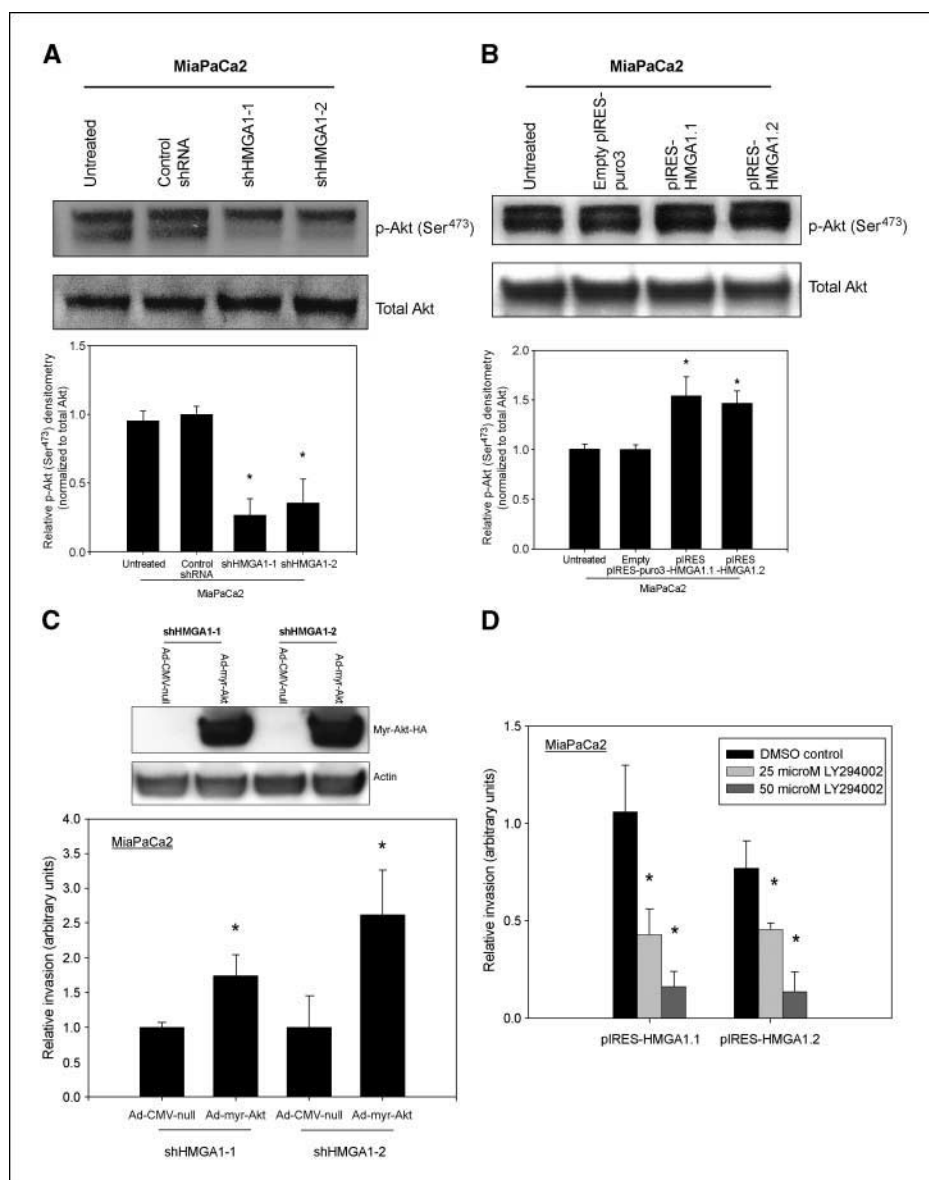 A
MiaPaCa2
Untreated
Control
shRNA
shHMGA1-1
shHMGA1-2
p-Akt (Ser473)
Total Akt
Relative p-Akt (Ser473) densitometry
(normalized to total Akt)
1.0
0.5
0.0
*
*
Untreated
Control
shRNA
shHMGA1-1
shHMGA1-2
MiaPaCa2
B
MiaPaCa2
Untreated
Empty pIRES-
puro3
pIRES-
HMGA1.1
pIRES-
HMGA1.2
p-Akt (Ser473)
Total Akt
Relative p-Akt (Ser473) densitometry
(normalized to total Akt)
2.0
1.5
1.0
0.5
0.0
*
*
Untreated
Empty
pIRES-puro3
pIRES
-HMGA1.1
pIRES
-HMGA1.2
MiaPaCa2
C
shHMGA1-1
shHMGA1-2
Ad-CMV-null
Ad-myr-Akt
Ad-CMV-null
Ad-myr-Akt
Myr-Akt-HA
Actin
MiaPaCa2
Relative invasion (arbitrary units)
4.0
3.5
3.0
2.5
2.0
1.5
1.0
0.5
0.0
*
*
Ad-CMV-null
Ad-myr-Akt
Ad-CMV-null
Ad-myr-Akt
shHMGA1-1
shHMGA1-2
D
MiaPaCa2
DMSO control
25 microM LY294002
50 microM LY294002
Relative invasion (arbitrary units)
1.5
1.0
0.5
0.0
*
*
*
*
pIRES-HMGA1.1
pIRES-HMGA1.2